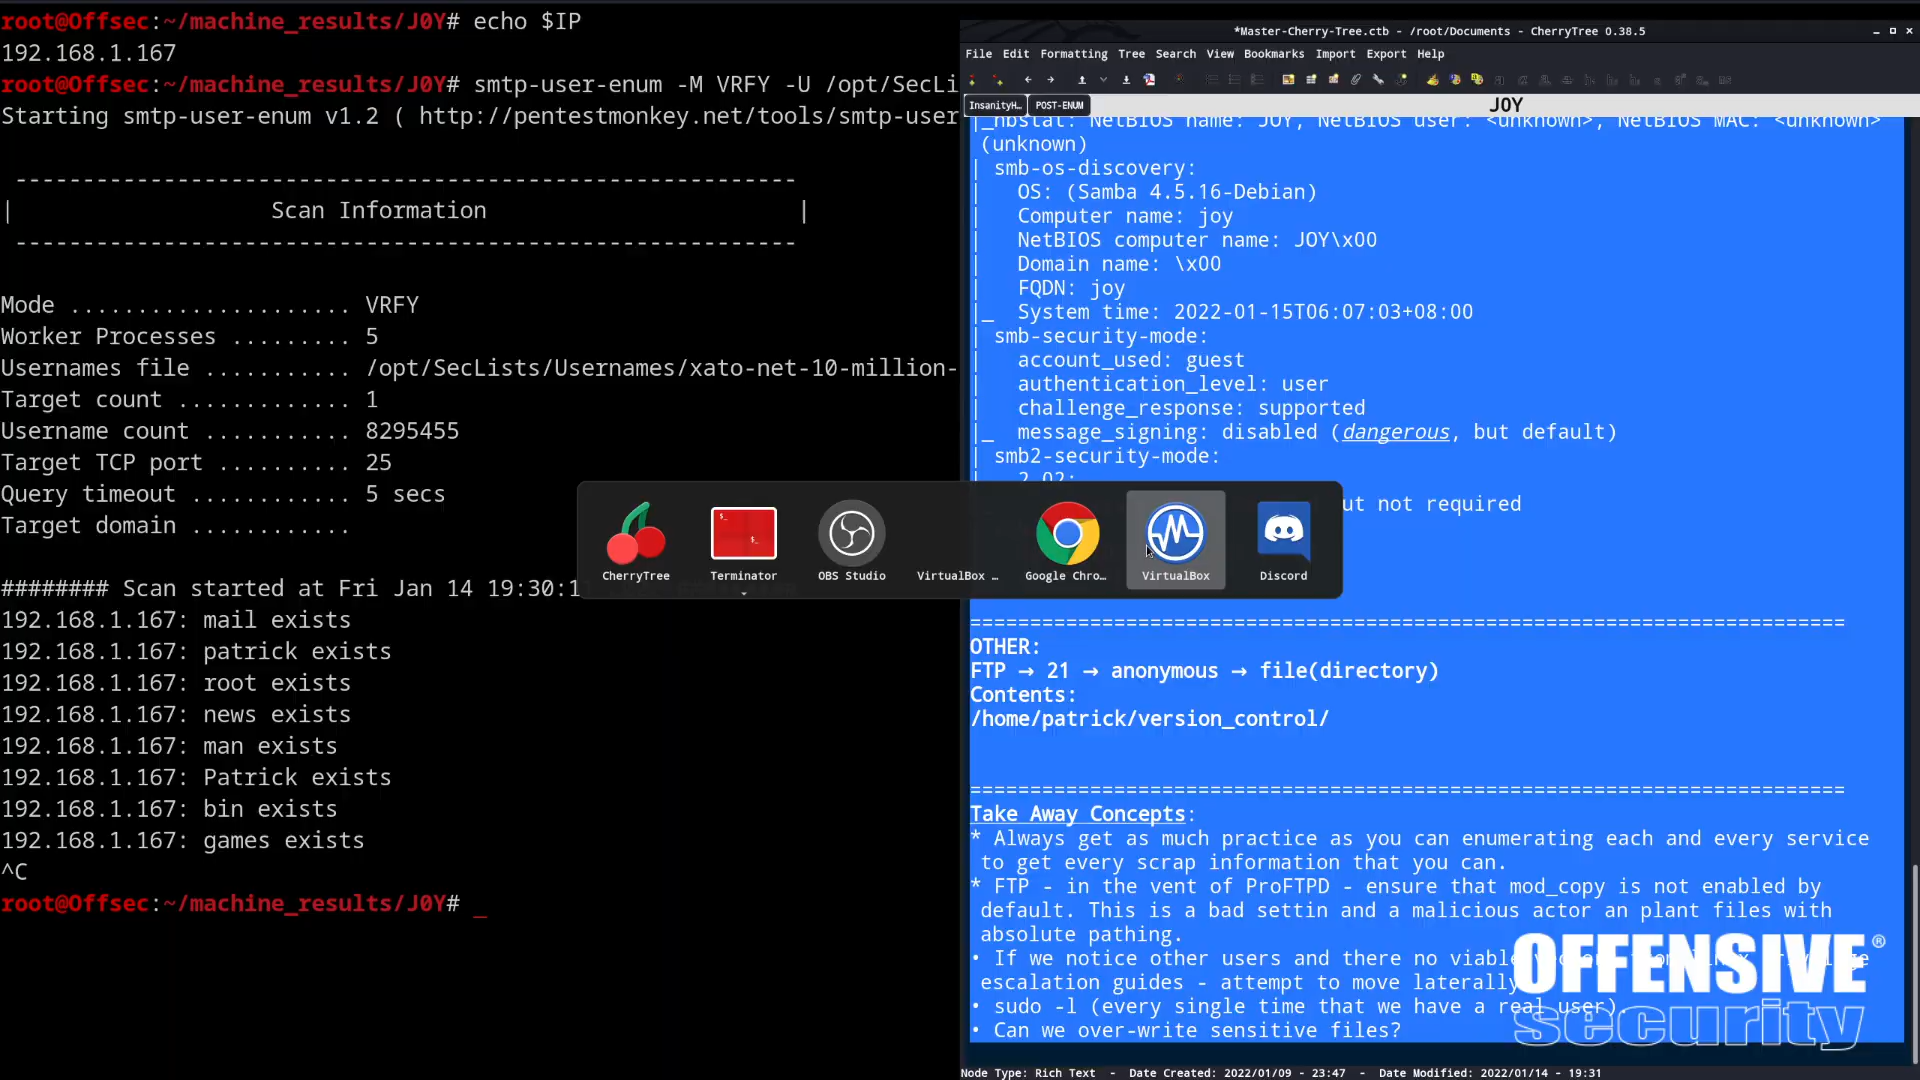 root@Offsec:~/machine_results/J0Y# echo $IP
192.168.1.167
root@Offsec:~/machine_results/J0Y# smtp-user-enum -M VRFY -U /opt/SecLi
Starting smtp-user-enum v1.2 ( http://pentestmonkey.net/tools/smtp-user
----------------------------------------------------------
| Scan Information |
----------------------------------------------------------
Mode ..................... VRFY
Worker Processes ......... 5
Usernames file ........... /opt/SecLists/Usernames/xato-net-10-million-
Target count ............. 1
Username count ........... 8295455
Target TCP port .......... 25
Query timeout ............ 5 secs
Target domain ............
######## Scan started at Fri Jan 14 19:30:1
192.168.1.167: mail exists
192.168.1.167: patrick exists
192.168.1.167: root exists
192.168.1.167: news exists
192.168.1.167: man exists
192.168.1.167: Patrick exists
192.168.1.167: bin exists
192.168.1.167: games exists
^C
root@Offsec:~/machine_results/J0Y# _
*Master-Cherry-Tree.ctb - /root/Documents - CherryTree 0.38.5
File Edit Formatting Tree Search View Bookmarks Import Export Help
InsanityH… POST-ENUM
J0Y
|_nbstat: NetBIOS name: JOY, NetBIOS user: <unknown>, NetBIOS MAC: <unknown>
(unknown)
| smb-os-discovery:
| OS: (Samba 4.5.16-Debian)
| Computer name: joy
| NetBIOS computer name: JOY\x00
| Domain name: \x00
| FQDN: joy
|_ System time: 2022-01-15T06:07:03+08:00
| smb-security-mode:
| account_used: guest
| authentication_level: user
| challenge_response: supported
|_ message_signing: disabled (dangerous, but default)
| smb2-security-mode:
| 2.02:
ut not required
CherryTree
Terminator
OBS Studio
VirtualBox …
Google Chro…
VirtualBox
Discord
=========================================================================
OTHER:
FTP → 21 → anonymous → file(directory)
Contents:
/home/patrick/version_control/
=========================================================================
Take Away Concepts:
* Always get as much practice as you can enumerating each and every service
to get every scrap information that you can.
* FTP - in the vent of ProFTPD - ensure that mod_copy is not enabled by
default. This is a bad settin and a malicious actor an plant files with
absolute pathing.
• If we notice other users and there no viable
escalation guides - attempt to move laterally
• sudo -l (every single time that we have a real user).
• Can we over-write sensitive files?
OFFENSIVE®
security
Node Type: Rich Text - Date Created: 2022/01/09 - 23:47 - Date Modified: 2022/01/14 - 19:31